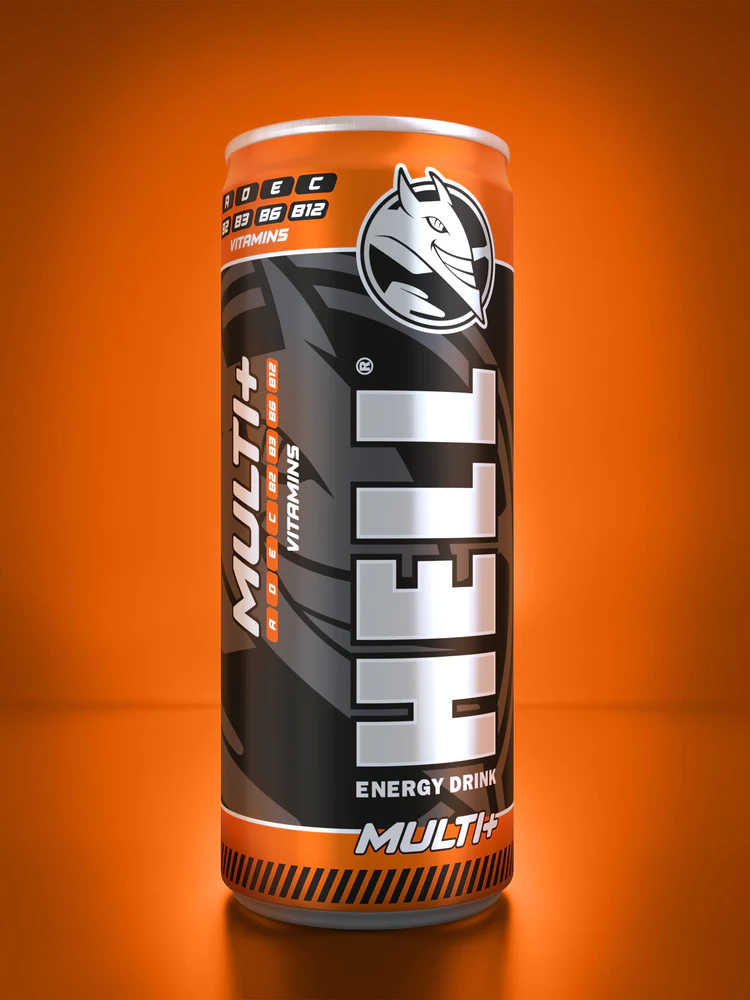 A D E C
B2 B3 B6 B12
VITAMINS
MULTI+
A D E C B2 B3 B6 B12
VITAMINS
HELL®
ENERGY DRINK
MULTI+